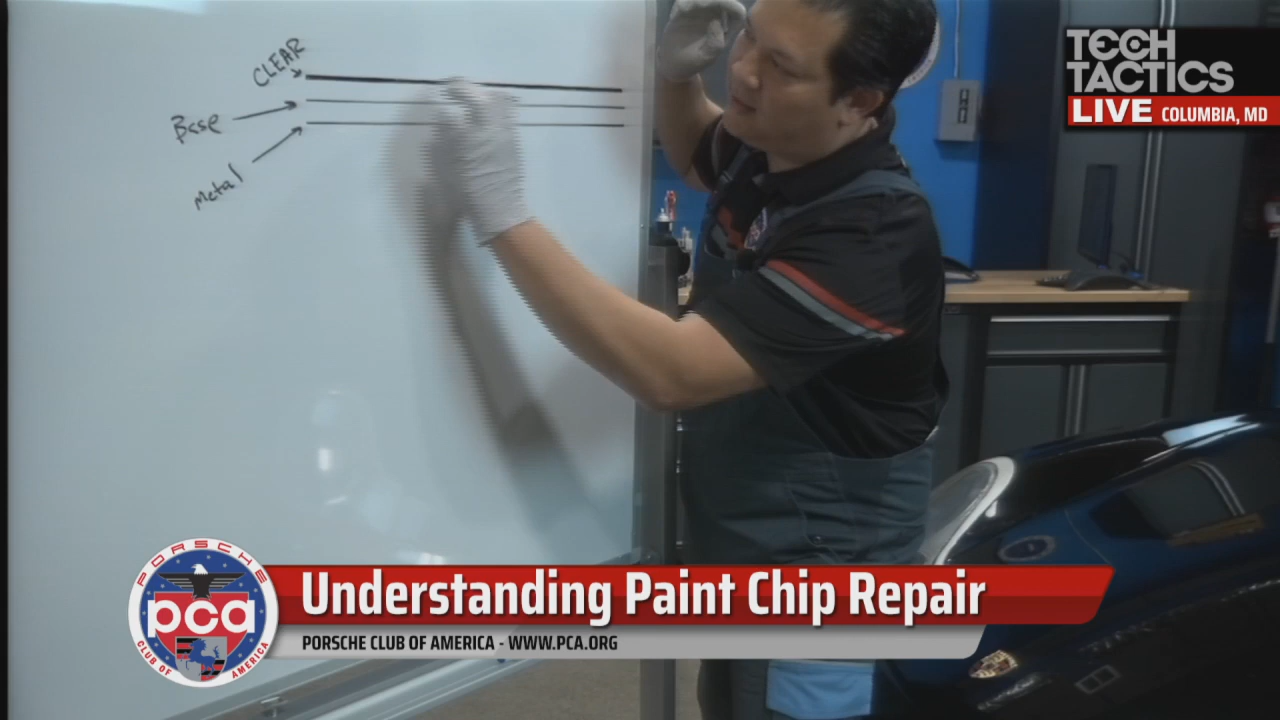 CLEAR
Base
Metal
TECH
TACTICS
LIVE COLUMBIA, MD
PORSCHE
pca
CLUB OF AMERICA
Understanding Paint Chip Repair
PORSCHE CLUB OF AMERICA - WWW.PCA.ORG